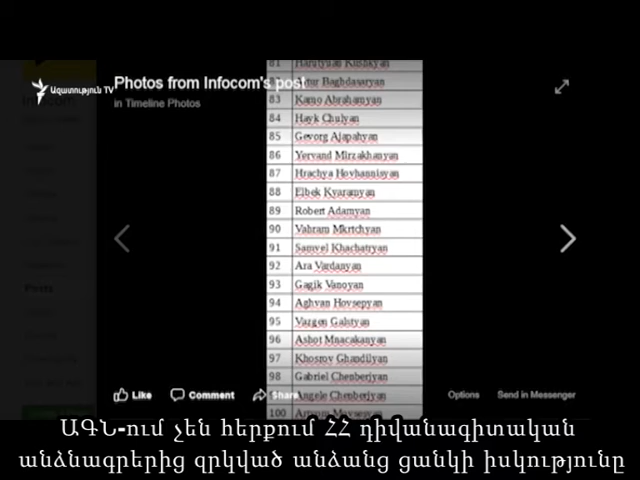 81 Harutyun Kushkyan
Photos from Infocom's post
Ազատություն TV
82 Artur Baghdasaryan
in Timeline Photos
83 Kamo Abrahamyan
84 Hayk Chulyan
85 Gevorg Ajapahyan
86 Yervand Mirzakhanyan
87 Hrachya Hovhannisyan
88 Elbek Kyaramyan
89 Robert Adamyan
90 Vahram Mkrtchyan
91 Samvel Khachatryan
92 Ara Vardanyan
93 Gagik Vanoyan
94 Aghvan Hovsepyan
95 Vazgen Galstyan
96 Ashot Mnacakanyan
97 Khosrov Ghandilyan
98 Gabriel Chenberjyan
Like Comment Share Angele Chenberjyan Options Send in Messenger
100
ԱԳՆ-ում չեն հերքում ՀՀ դիվանագիտական
անձնագրերից զրկված անձանց ցանկի իսկությունը